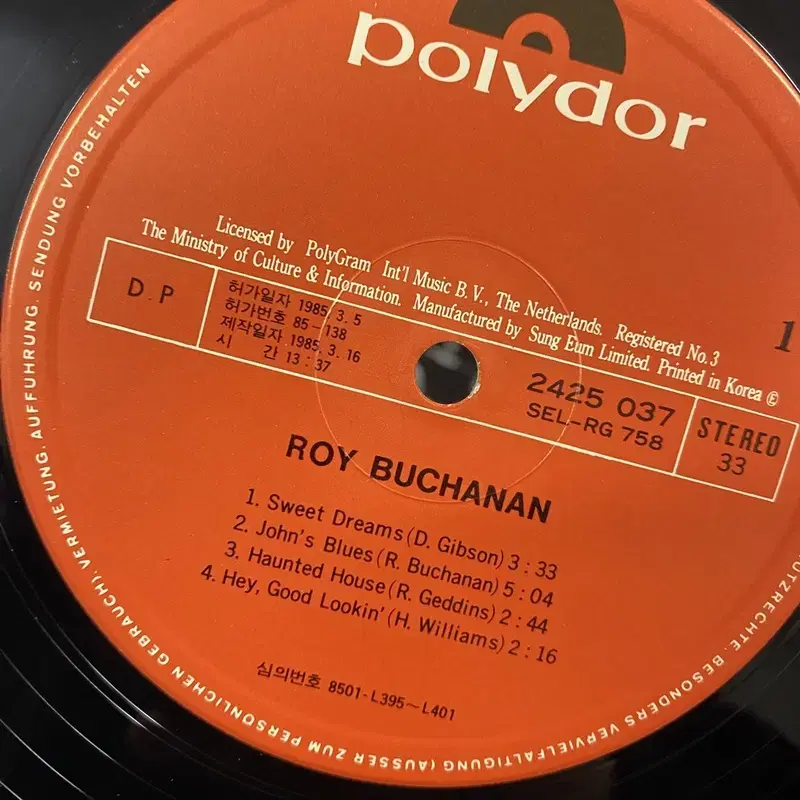 polydor
Licensed by PolyGram Int'l Music B.V., The Netherlands. Registered No.3
The Ministry of Culture & Information. Manufactured by Sung Eum Limited. Printed in Korea ©
D.P
허가일자 1985.3.5
허가번호 85-138
제작일자 1985.3.16
시 간 13:37
1
2425 037
SEL-RG 758
STEREO
33
ROY BUCHANAN
1. Sweet Dreams (D. Gibson) 3:33
2. John's Blues (R. Buchanan) 5:04
3. Haunted House (R. Geddins) 2:44
4. Hey, Good Lookin' (H. Williams) 2:16
심의번호 8501-L395~L401
UTZRECHTE. BESONDERS VERVIELFALTIGUNG (AUSSER ZUM PERSONLICHEN GEBRAUCH). VERMIETUNG. AUFFUHRUNG. SENDUNG VORBEHALTEN